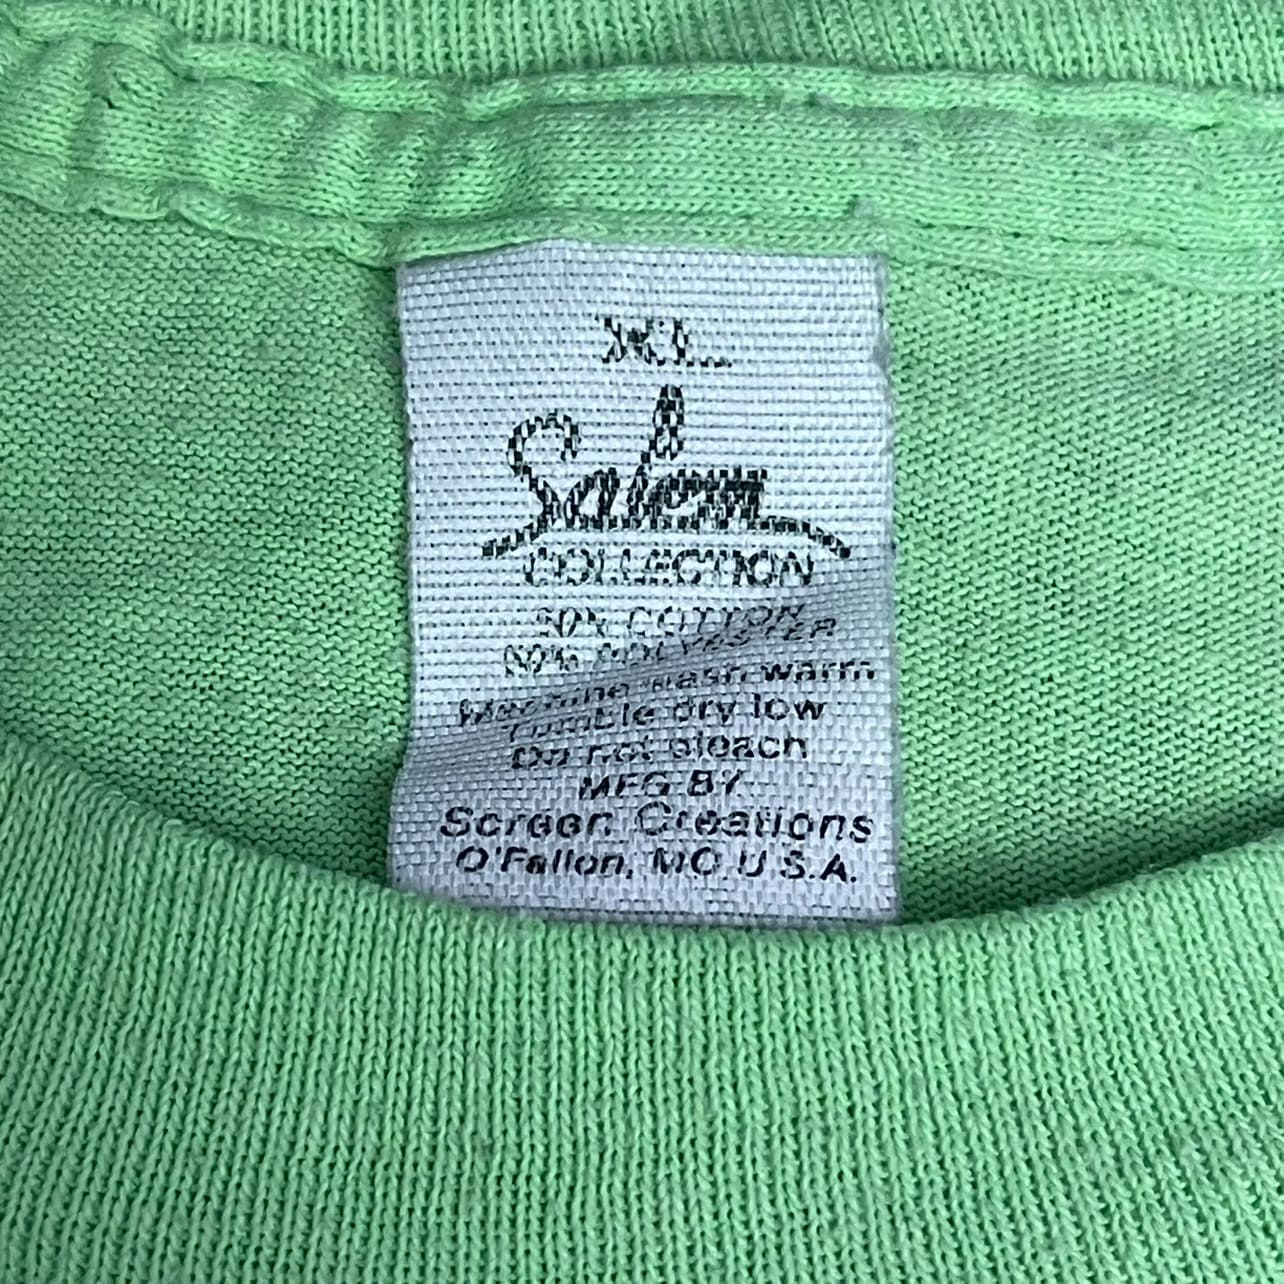 XL
Salem
COLLECTION
50% COTTON
50% POLYESTER
Machine wash warm
Tumble dry low
Do not bleach
MFG BY
Screen Creations
O'Fallon, MO U.S.A.